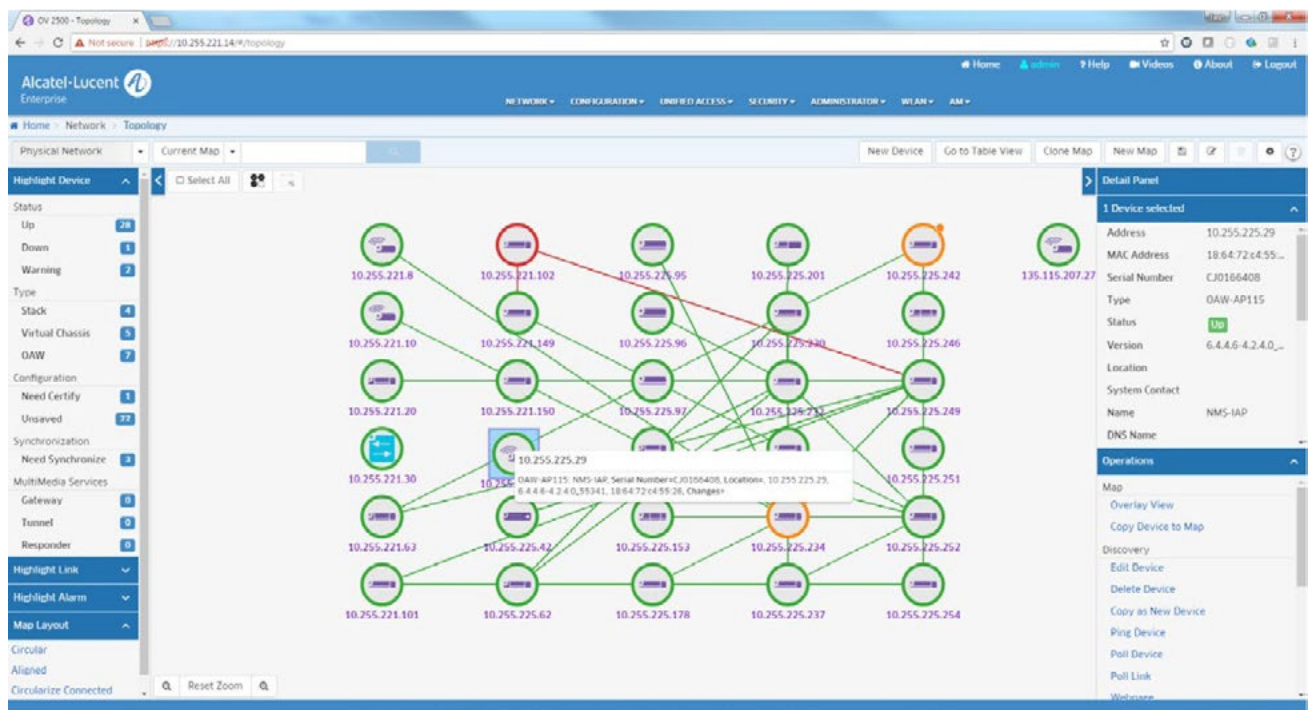 OV 2500 - Topology
Not secure | https://10.255.221.14/#/topology
Alcatel-Lucent
Enterprise
Home admin ? Help Videos About Logout
NETWORK CONFIGURATION UNIFIED ACCESS SECURITY ADMINISTRATOR WLAN AM
Home > Network > Topology
Physical Network Current Map New Device Go to Table View Clone Map New Map
Highlight Device
Select All
Status
Up 28
Down 1
Warning 2
Type
Stack 4
Virtual Chassis 5
OAW 7
Configuration
Need Certify 1
Unsaved 22
Synchronization
Need Synchronize 3
MultiMedia Services
Gateway 0
Tunnel 0
Responder 0
Highlight Link
Highlight Alarm
Map Layout
Circular
Aligned
Circularize Connected
10.255.221.8 10.255.221.102 10.255.225.95 10.255.225.201 10.255.225.242 135.115.207.27
10.255.221.10 10.255.221.149 10.255.225.96 10.255.225.230 10.255.225.246
10.255.221.20 10.255.221.150 10.255.225.97 10.255.225.232 10.255.225.249
10.255.221.30 10.255. 10.255.225.251
10.255.225.29
OAW-AP115: NMS-IAP, Serial Number=CJ0166408, Location=, 10.255.225.29,
6.4.4.6-4.2.4.0_55341, 18:64:72:c4:55:26, Changes=
10.255.221.63 10.255.225.42 10.255.225.153 10.255.225.234 10.255.225.252
10.255.221.101 10.255.225.62 10.255.225.178 10.255.225.237 10.255.225.254
Reset Zoom
Detail Panel
1 Device selected
Address 10.255.225.29
MAC Address 18:64:72:c4:55:...
Serial Number CJ0166408
Type OAW-AP115
Status Up
Version 6.4.4.6-4.2.4.0_...
Location
System Contact
Name NMS-IAP
DNS Name
Operations
Map
Overlay View
Copy Device to Map
Discovery
Edit Device
Delete Device
Copy as New Device
Ping Device
Poll Device
Poll Link
Webpage